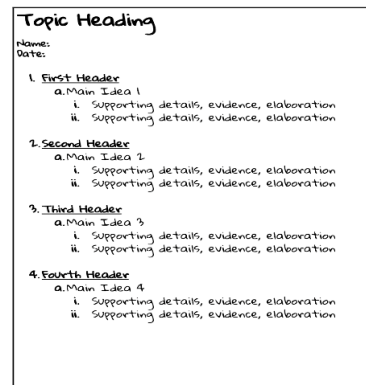 Topic Heading
Name:
Date:
1. First Header
a. Main Idea 1
i. Supporting details, evidence, elaboration
ii. Supporting details, evidence, elaboration
2. Second Header
a. Main Idea 2
i. Supporting details, evidence, elaboration
ii. Supporting details, evidence, elaboration
3. Third Header
a. Main Idea 3
i. Supporting details, evidence, elaboration
ii. Supporting details, evidence, elaboration
4. Fourth Header
a. Main Idea 4
i. Supporting details, evidence, elaboration
ii. Supporting details, evidence, elaboration